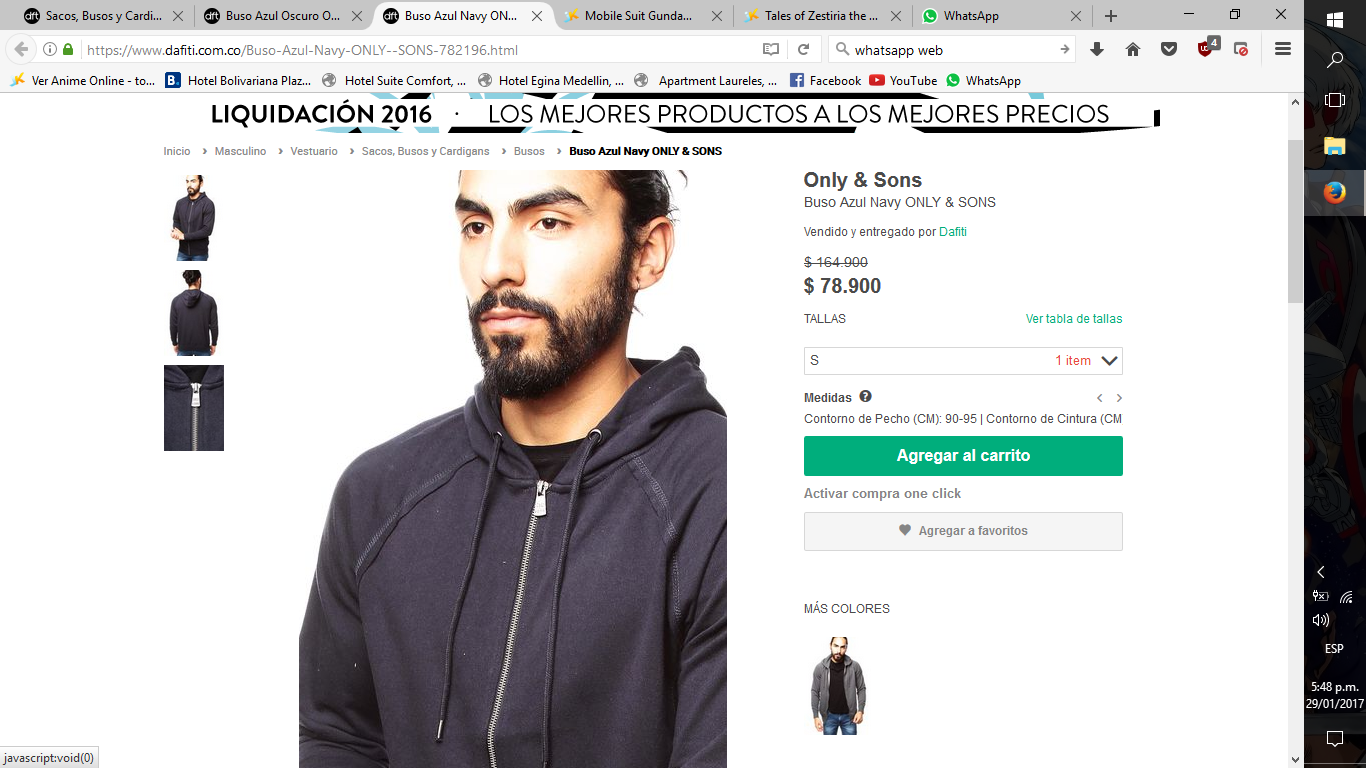 Sacos, Busos y Cardi...
Buso Azul Oscuro O...
Buso Azul Navy ON...
Mobile Suit Gunda...
Tales of Zestiria the ...
WhatsApp
https://www.dafiti.com.co/Buso-Azul-Navy-ONLY--SONS-782196.html
whatsapp web
4
Ver Anime Online - to...
Hotel Bolivariana Plaz...
Hotel Suite Comfort, ...
Hotel Egina Medellin, ...
Apartment Laureles, ...
Facebook
YouTube
WhatsApp
LIQUIDACIÓN 2016 · LOS MEJORES PRODUCTOS A LOS MEJORES PRECIOS
Inicio › Masculino › Vestuario › Sacos, Busos y Cardigans › Busos › Buso Azul Navy ONLY & SONS
Only & Sons
Buso Azul Navy ONLY & SONS
Vendido y entregado por Dafiti
$ 164.900
$ 78.900
TALLAS
Ver tabla de tallas
S
1 item
Medidas
Contorno de Pecho (CM): 90-95 | Contorno de Cintura (CM
Agregar al carrito
Activar compra one click
Agregar a favoritos
MÁS COLORES
javascript:void(0)
ESP
5:48 p.m.
29/01/2017